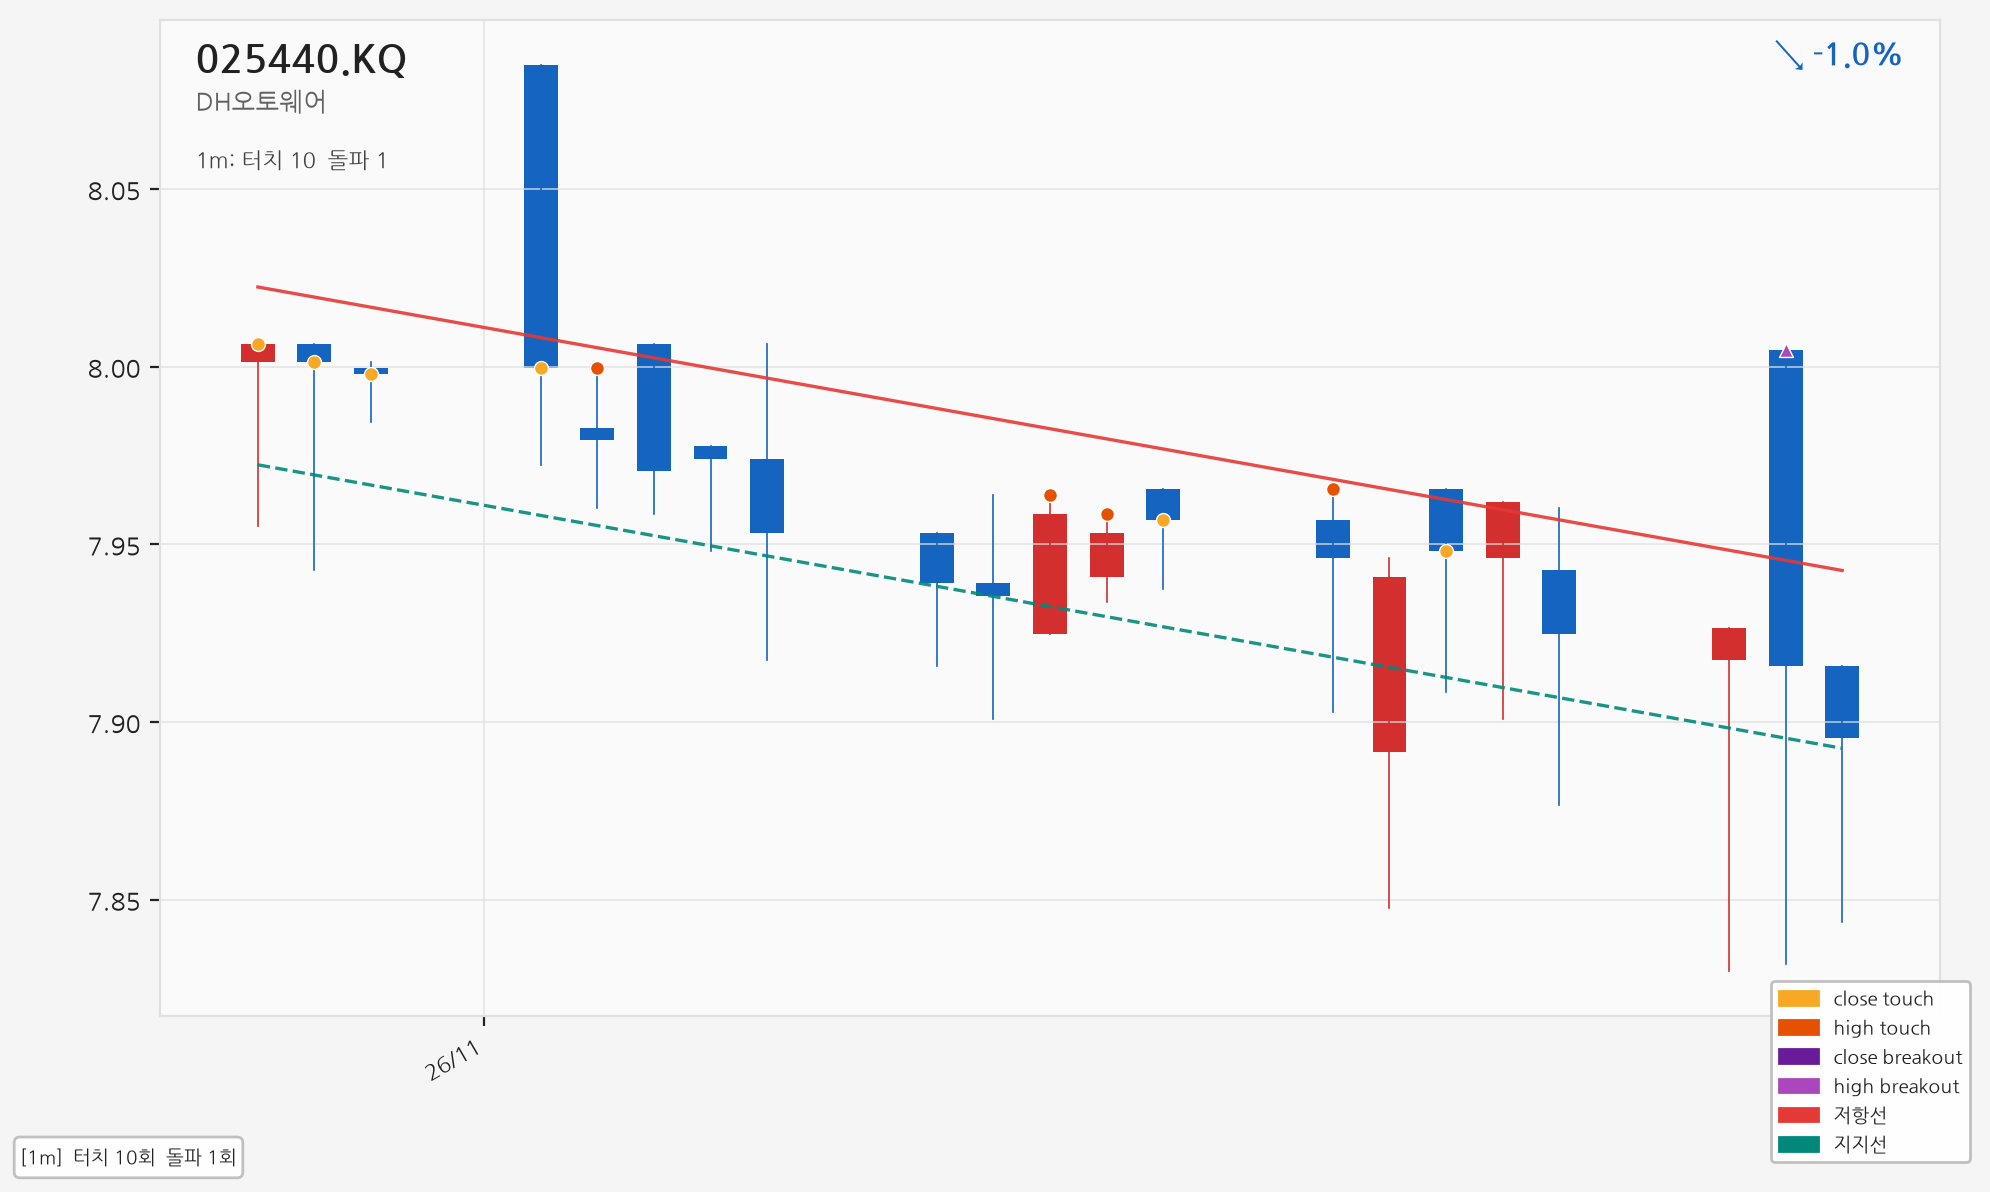 025440.KQ
DH오토웨어
1m: 터치 10 돌파 1
-1.0%
8.05
8.00
7.95
7.90
7.85
26/11
close touch
high touch
close breakout
high breakout
저항선
지지선
[1m] 터치 10회 돌파 1회